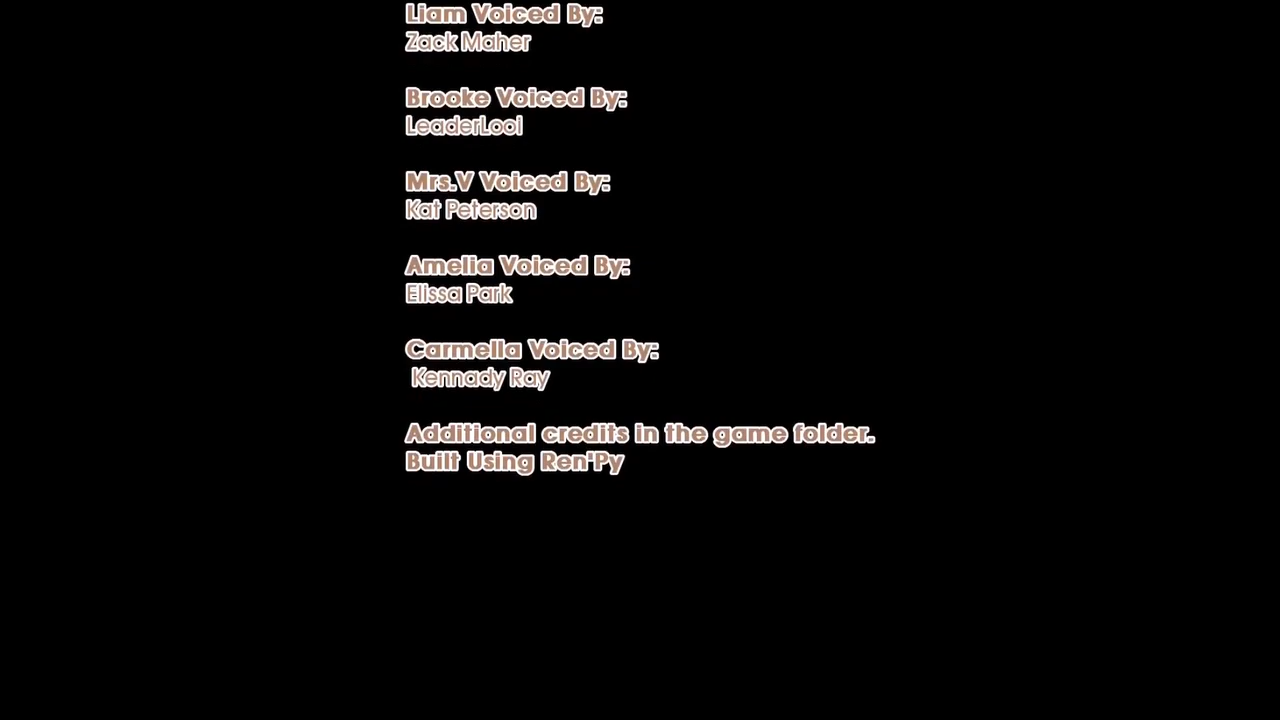 Liam Voiced By:
Zack Maher
Brooke Voiced By:
LeaderLooi
Mrs.V Voiced By:
Kat Peterson
Amelia Voiced By:
Elissa Park
Carmella Voiced By:
Kennady Ray
Additional credits in the game folder.
Built Using Ren'Py